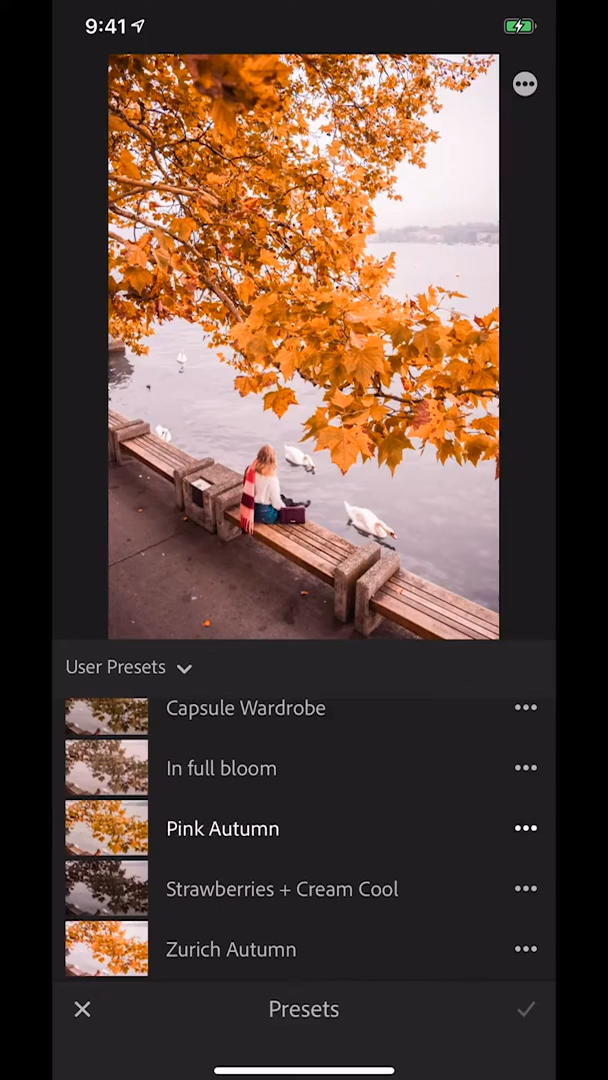 9:41
User Presets
Capsule Wardrobe
In full bloom
Pink Autumn
Strawberries + Cream Cool
Zurich Autumn
Presets